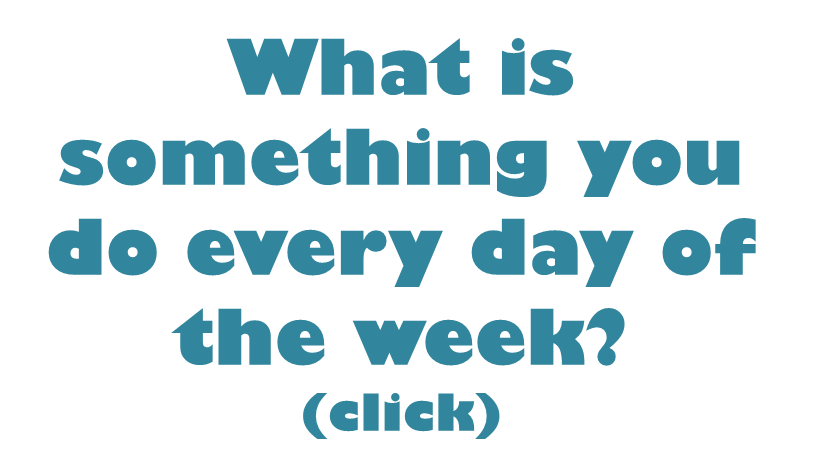 What is
something you
do every day of
the week?
(click)